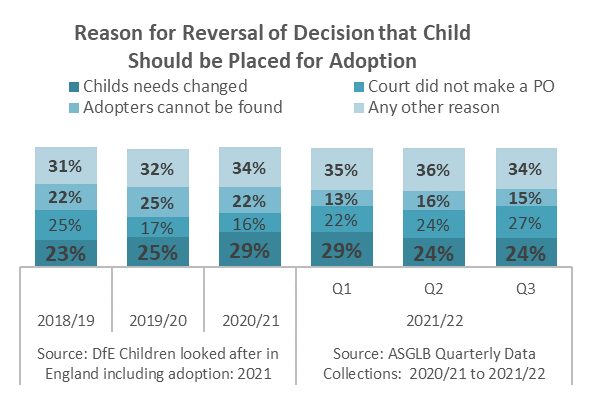 Reason for Reversal of Decision that Child
Should be Placed for Adoption
Childs needs changed
Court did not make a PO
Adopters cannot be found
Any other reason
31% 32% 34% 35% 36% 34%
22% 25% 22% 13% 16% 15%
25% 17% 16% 22% 24% 27%
23% 25% 29% 29% 24% 24%
Q1 Q2 Q3
2018/19 2019/20 2020/21 2021/22
Source: DfE Children looked after in
England including adoption: 2021
Source: ASGLB Quarterly Data
Collections: 2020/21 to 2021/22